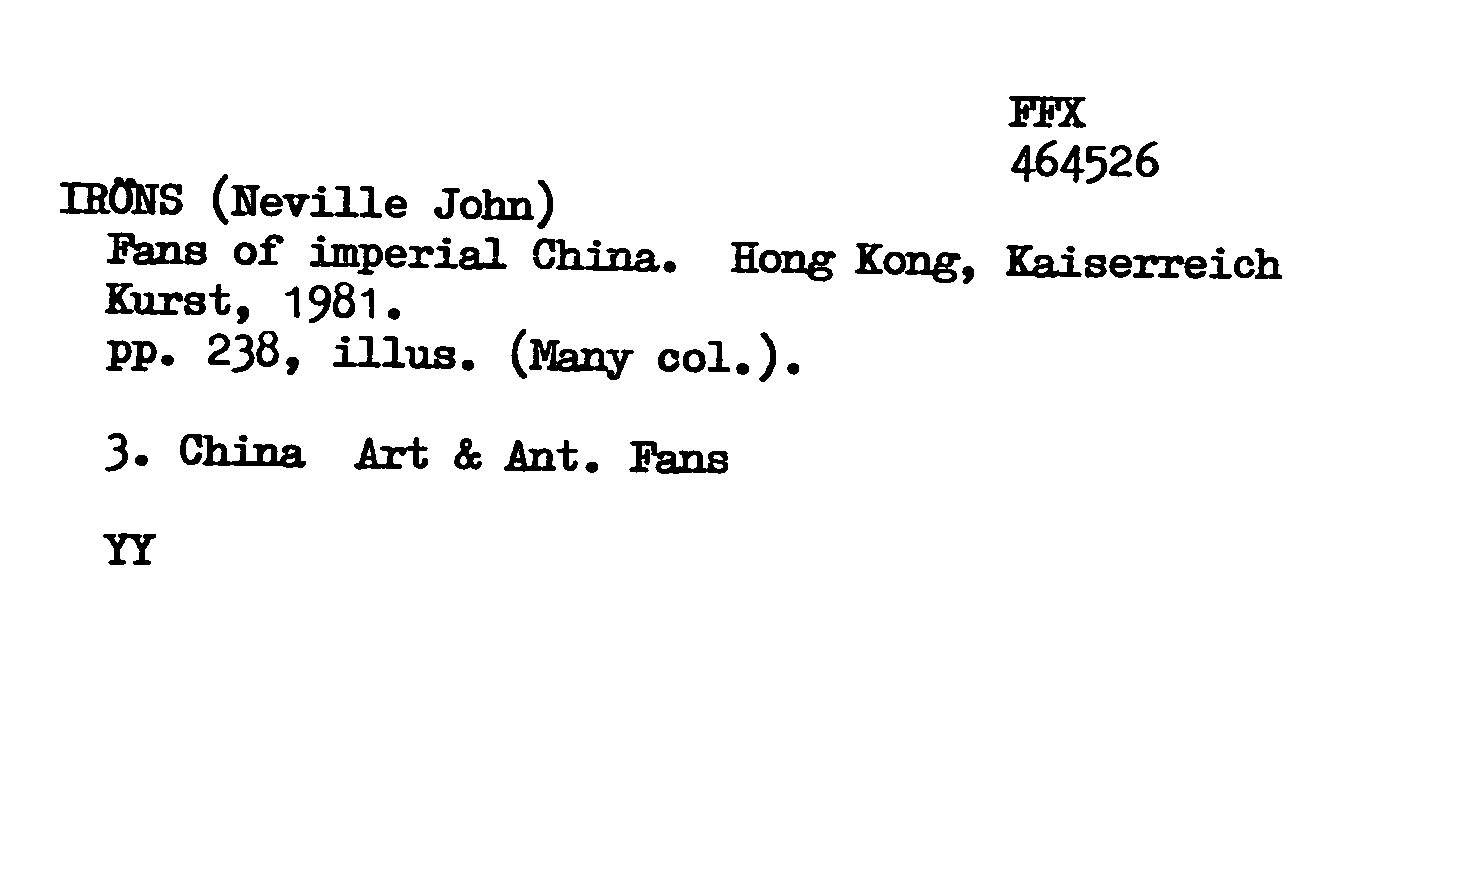 FFX
464526
IRÖNS (Neville John)
Fans of imperial China. Hong Kong, Kaiserreich
Kurst, 1981.
pp. 238, illus. (Many col.).
3. China Art & Ant. Fans
YY